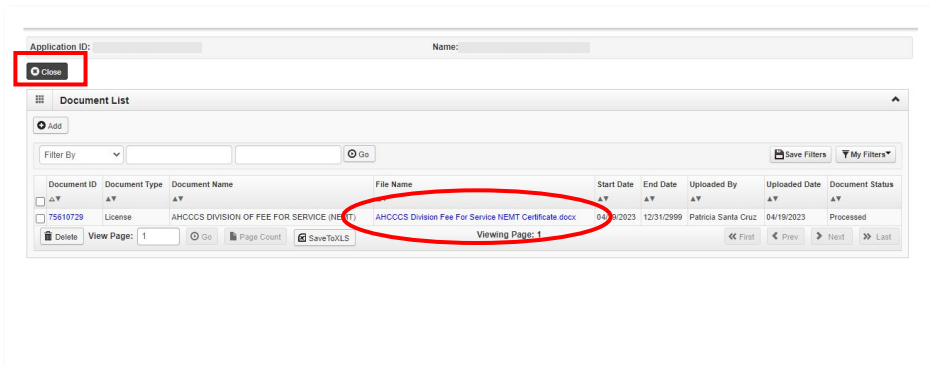 Application ID: Name:
Close
Document List
Add
Filter By Go Save Filters My Filters
Document ID Document Type Document Name File Name Start Date End Date Uploaded By Uploaded Date Document Status
75610729 License AHCCCS DIVISION OF FEE FOR SERVICE (NEMT) AHCCCS Division Fee For Service NEMT Certificate.docx 04/19/2023 12/31/2999 Patricia Santa Cruz 04/19/2023 Processed
Delete View Page: 1 Go Page Count SaveToXLS Viewing Page: 1 First Prev Next Last